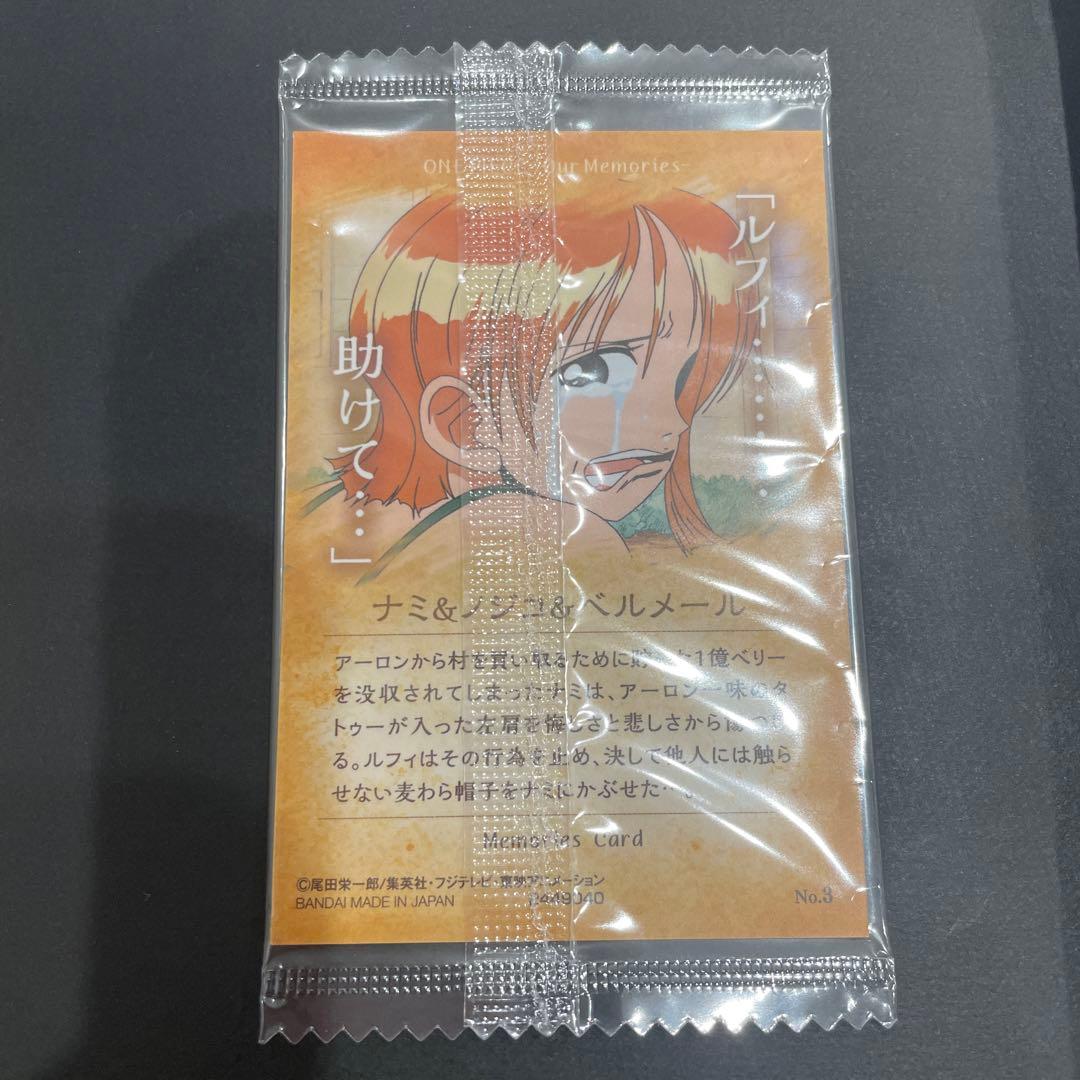 ONE PIECE -Our Memories-
「ルフィ………
助けて…」
ナミ&ノジコ&ベルメール
アーロンから村を買い取るために貯めた1億ベリー
を没収されてしまったナミは、アーロン一味のタ
トゥーが入った左肩を悔しさと悲しさから傷つけ
る。ルフィはその行為を止め、決して他人には触ら
せない麦わら帽子をナミにかぶせた…。
Memories Card
©尾田栄一郎/集英社・フジテレビ・東映アニメーション
BANDAI MADE IN JAPAN
2449040
No.3